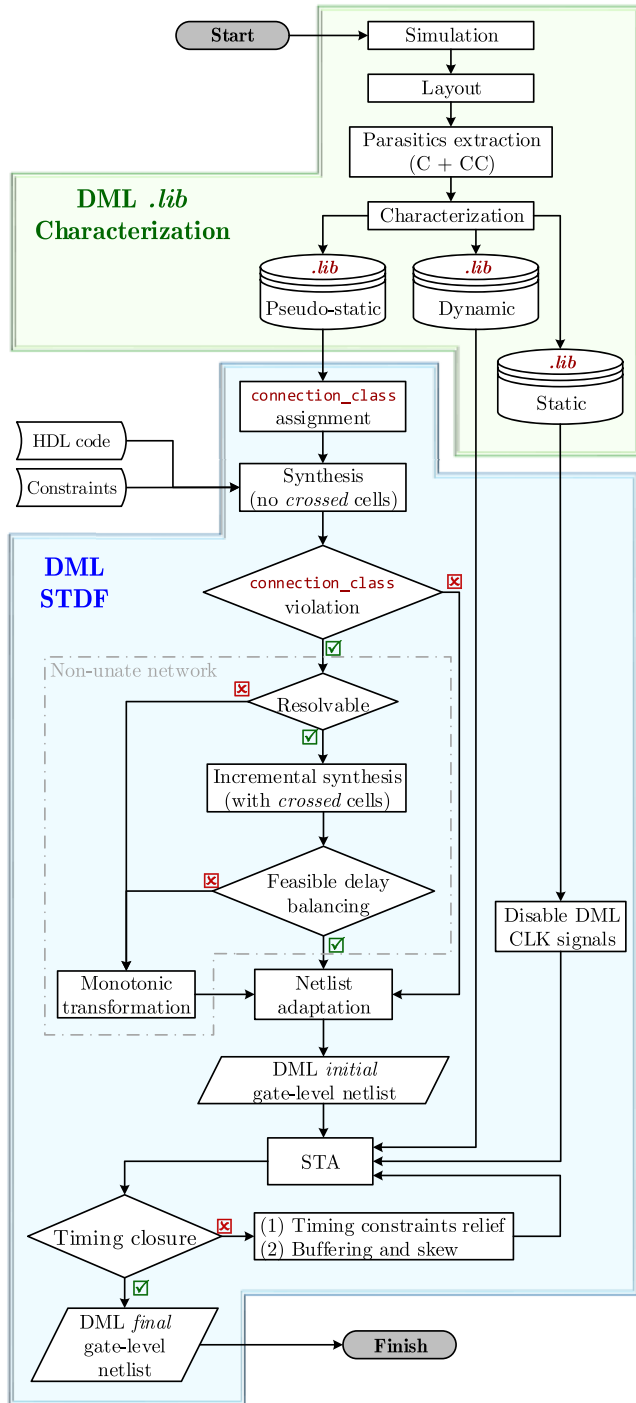 Start
Simulation
Layout
Parasitics extraction
(C + CC)
DML .lib
Characterization
Characterization
.lib
Pseudo-static
.lib
Dynamic
.lib
Static
connection_class
assignment
HDL code
Constraints
Synthesis
(no crossed cells)
DML
STDF
connection_class
violation
Non-unate network
Resolvable
Incremental synthesis
(with crossed cells)
Feasible delay
balancing
Disable DML
CLK signals
Monotonic
transformation
Netlist
adaptation
DML initial
gate-level netlist
STA
Timing closure
(1) Timing constraints relief
(2) Buffering and skew
DML final
gate-level
netlist
Finish